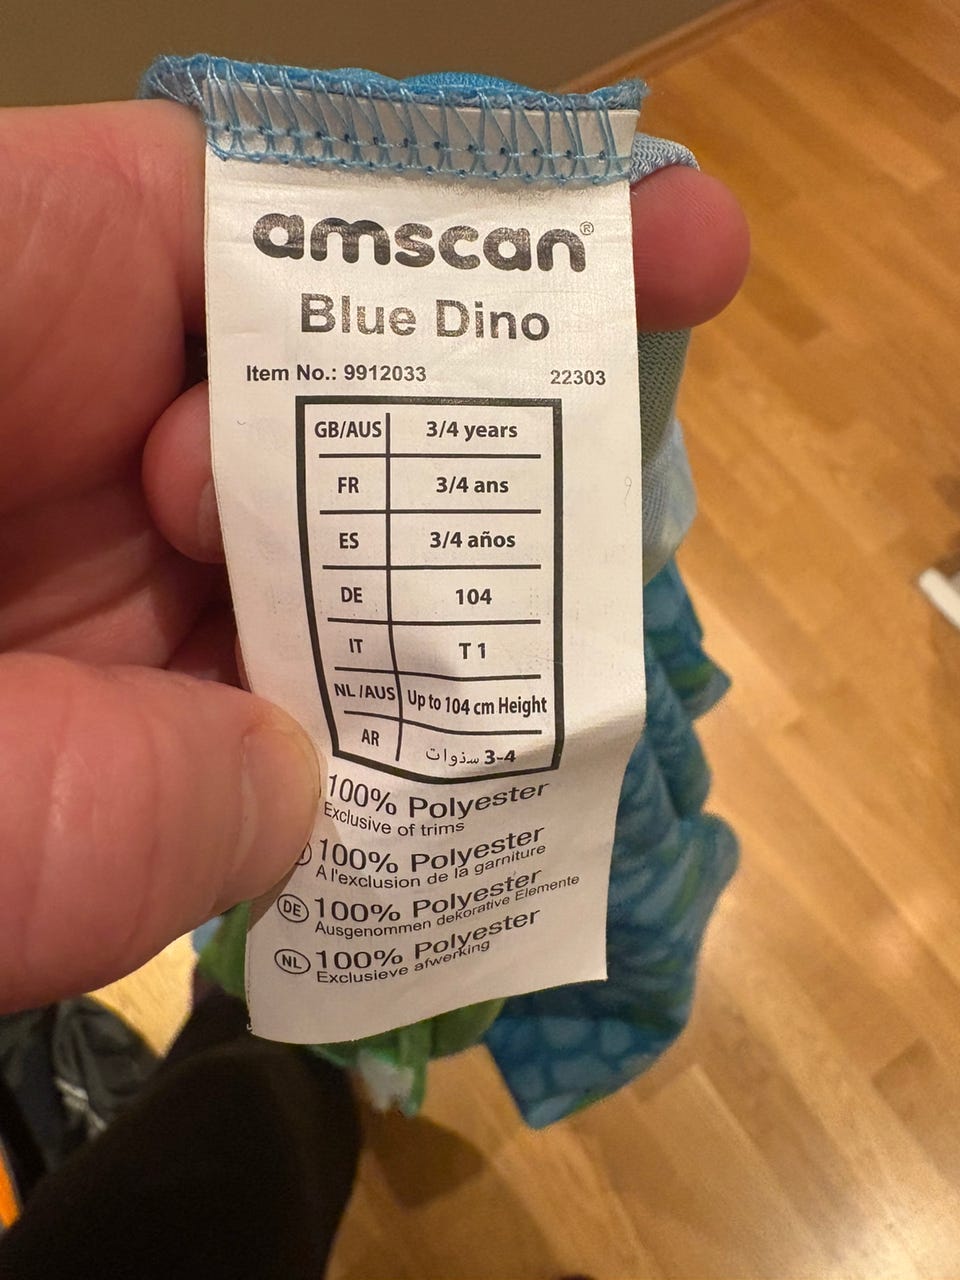 amscan®
Blue Dino
Item No.: 9912033 22303
GB/AUS 3/4 years
FR 3/4 ans
ES 3/4 años
DE 104
IT T 1
NL/AUS Up to 104 cm Height
AR 3-4 سنوات
100% Polyester
Exclusive of trims
100% Polyester
A l'exclusion de la garniture
DE 100% Polyester
Ausgenommen dekorative Elemente
NL 100% Polyester
Exclusieve afwerking